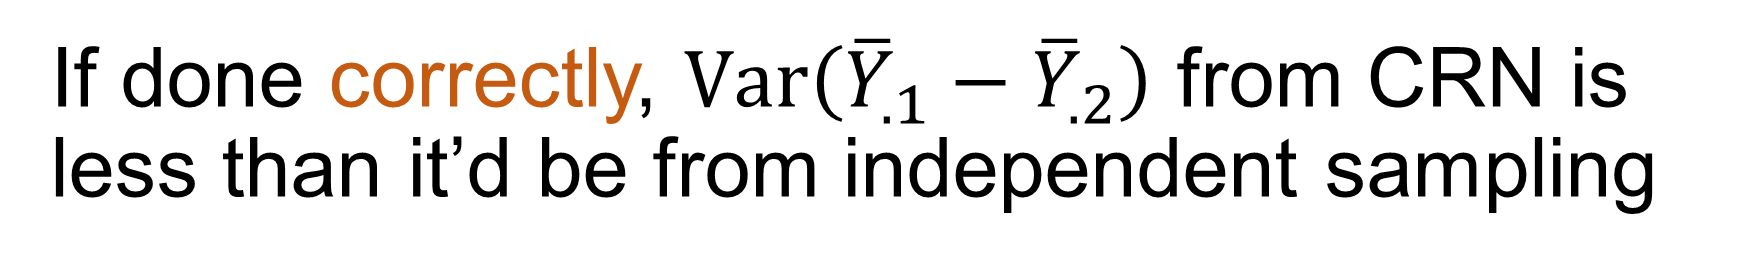 If done correctly, Var(Ȳ.₁ − Ȳ.₂) from CRN is
less than it’d be from independent sampling